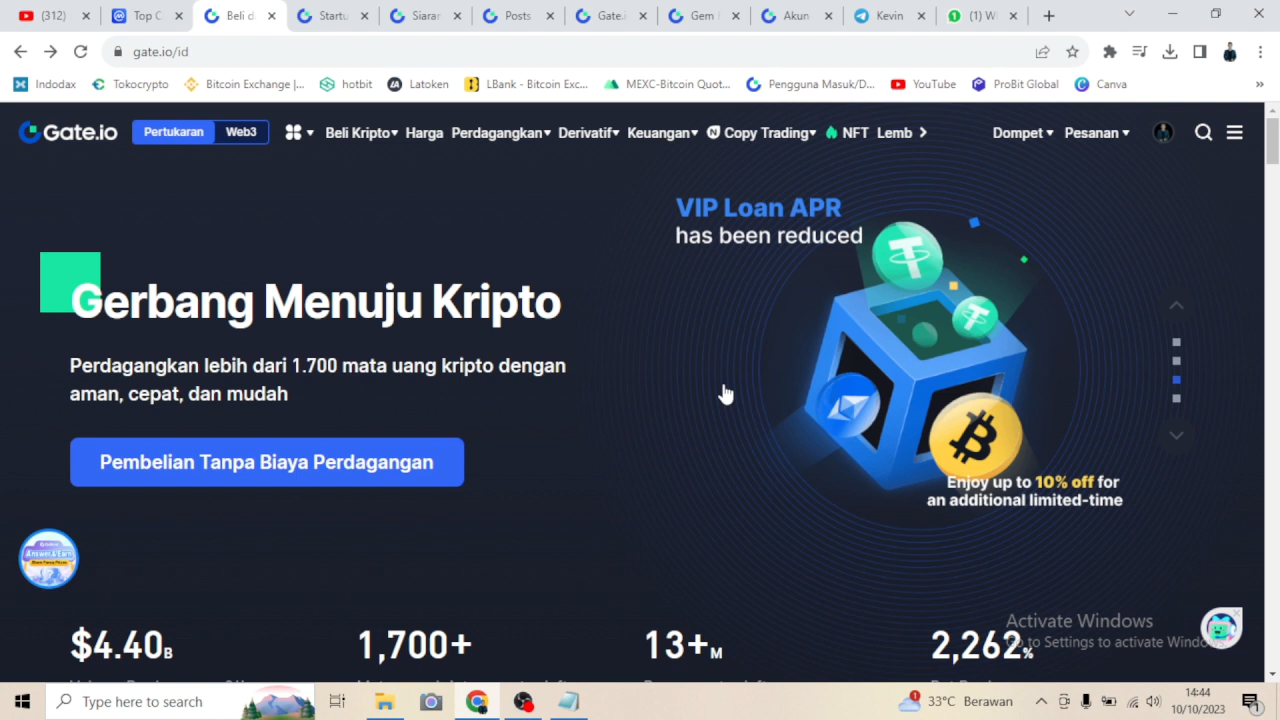 (312)
Top C
Beli d
Startu
Siaran
Posts
Gate.i
Gem
Akun
Kevin
(1) W
gate.io/id
Indodax
Tokocrypto
Bitcoin Exchange |...
hotbit
Latoken
LBank - Bitcoin Exc...
MEXC-Bitcoin Quot...
Pengguna Masuk/D...
YouTube
ProBit Global
Canva
»
Gate.io
Pertukaran
Web3
Beli Kripto
Harga
Perdagangan
Derivatif
Keuangan
Copy Trading
NFT
Lemb
Dompet
Pesanan
VIP Loan APR
has been reduced
Gerbang Menuju Kripto
Perdagangkan lebih dari 1.700 mata uang kripto dengan
aman, cepat, dan mudah
Pembelian Tanpa Biaya Perdagangan
Enjoy up to 10% off for
an additional limited-time
Answer & Earn
$4.40B
1,700+
13+M
2,262%
Activate Windows
Go to Settings to activate Windows
Type here to search
33°C Berawan
14:44
10/10/2023